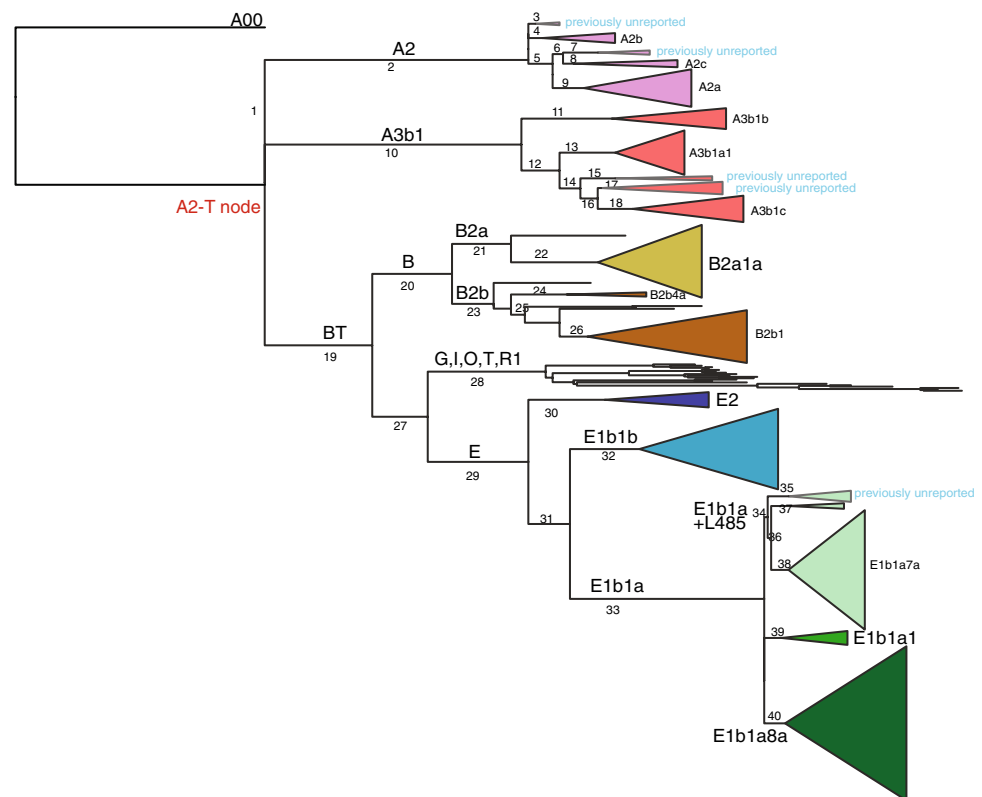 A00
3
previously unreported
4
A2b
A2
2
5
6
7
previously unreported
8
A2c
9
A2a
1
11
A3b1b
A3b1
10
12
13
A3b1a1
14
15
previously unreported
17
previously unreported
16
18
A3b1c
A2-T node
B2a
21
22
B2a1a
B
20
B2b
23
24
B2b4a
25
26
B2b1
BT
19
G,I,O,T,R1
28
27
30
E2
E
29
E1b1b
32
31
35
previously unreported
E1b1a
+L485
34
37
36
38
E1b1a7a
E1b1a
33
39
E1b1a1
40
E1b1a8a